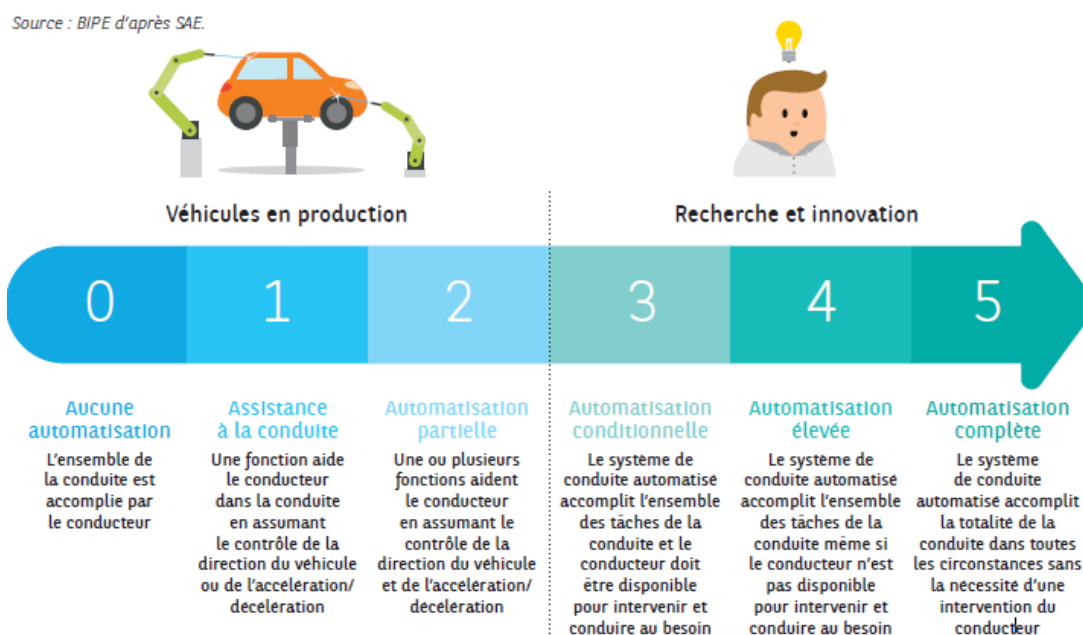 Source : BIPE d'après SAE.
Véhicules en production
Recherche et innovation
0
1
2
3
4
5
Aucune
automatisation
L'ensemble de
la conduite est
accomplie par
le conducteur
Assistance
à la conduite
Une fonction aide
le conducteur
dans la conduite
en assumant
le contrôle de la
direction du véhicule
ou de l'accélération/
décélération
Automatisation
partielle
Une ou plusieurs
fonctions aident
le conducteur
en assumant le
contrôle de la
direction du véhicule
et de l'accélération/
décélération
Automatisation
conditionnelle
Le système de
conduite automatisé
accomplit l'ensemble
des tâches de la
conduite et le
conducteur doit
être disponible
pour intervenir et
conduire au besoin
Automatisation
élevée
Le système de
conduite automatisé
accomplit l'ensemble
des tâches de la
conduite même si
le conducteur n'est
pas disponible
pour intervenir et
conduire au besoin
Automatisation
complète
Le système
de conduite
automatisé accomplit
la totalité de la
conduite dans toutes
les circonstances sans
la nécessité d'une
intervention du
conducteur